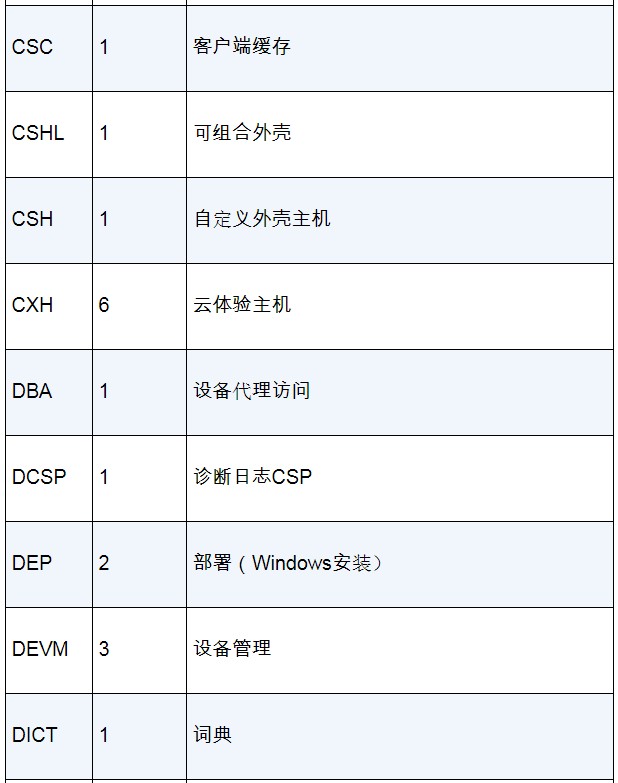 CSC 1 客户端缓存
CSHL 1 可组合外壳
CSH 1 自定义外壳主机
CXH 6 云体验主机
DBA 1 设备代理访问
DCSP 1 诊断日志CSP
DEP 2 部署（Windows安装）
DEVM 3 设备管理
DICT 1 词典